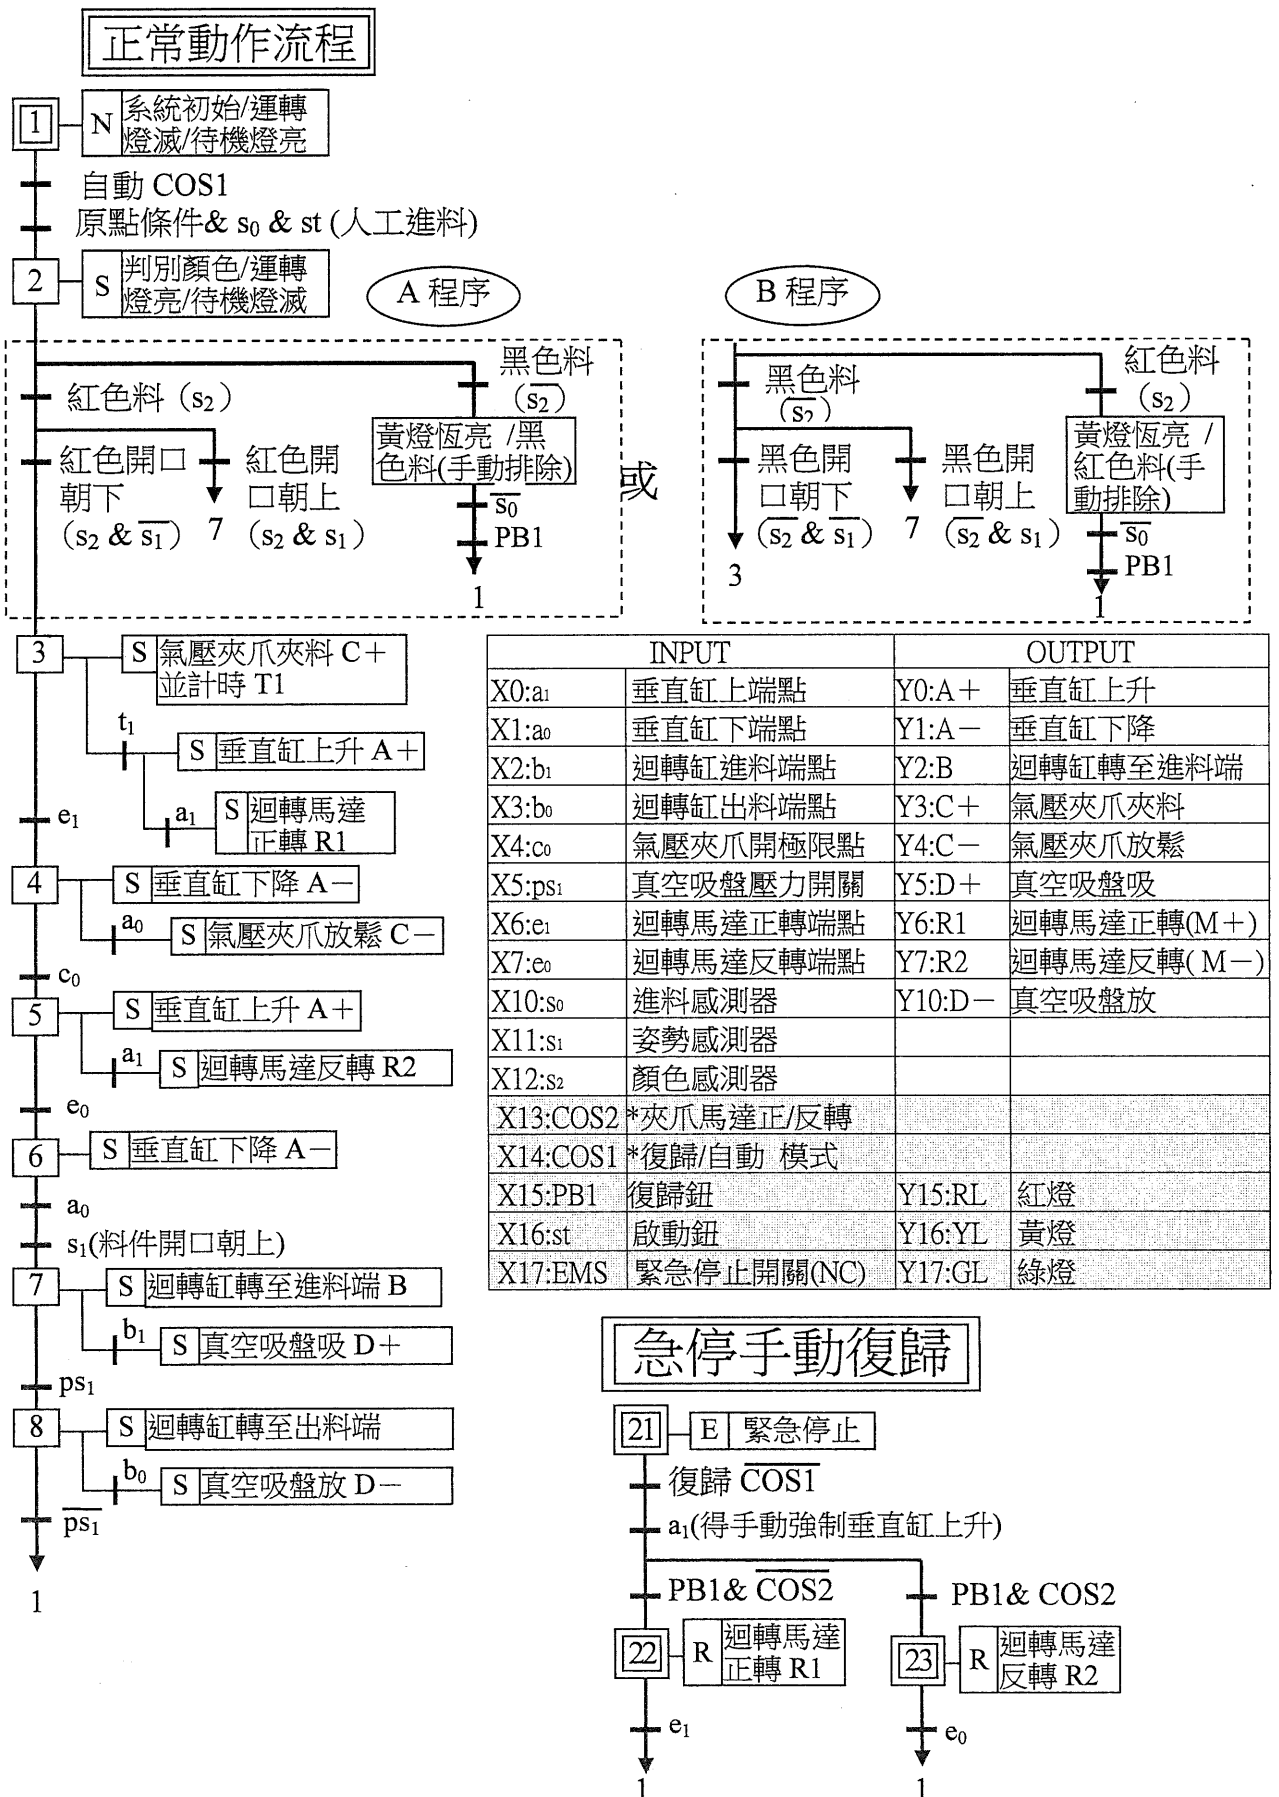 正常動作流程
1 N 系統初始/運轉
燈滅/待機燈亮
自動 COS1
原點條件& s₀ & st (人工進料)
2 S 判別顏色/運轉
燈亮/待機燈滅
A 程序
紅色料（s₂）
黑色料
(s̅₂̅)
紅色開口
朝下
(s₂ & s̅₁̅)
7
紅色開
口朝上
(s₂ & s₁)
黃燈恆亮 /黑
色料(手動排除)
s̅₀̅
PB1
1
或
B 程序
黑色料
(s̅₂̅)
紅色料
(s₂)
黑色開
口朝下
(s̅₂̅ & s̅₁̅)
3
7
黑色開
口朝上
(s̅₂̅ & s₁)
黃燈恆亮 /
紅色料(手
動排除)
s̅₀̅
PB1
1
3 S 氣壓夾爪夾料 C＋
並計時 T1
t₁
S 垂直缸上升 A＋
a₁
S 迴轉馬達
正轉 R1
e₁
4 S 垂直缸下降 A－
a₀
S 氣壓夾爪放鬆 C－
c₀
5 S 垂直缸上升 A＋
a₁
S 迴轉馬達反轉 R2
e₀
6 S 垂直缸下降 A－
a₀
s₁(料件開口朝上)
7 S 迴轉缸轉至進料端 B
b₁
S 真空吸盤吸 D＋
ps₁
8 S 迴轉缸轉至出料端
b₀
S 真空吸盤放 D－
p̅s̅₁̅
1
INPUT OUTPUT
X0:a₁ 垂直缸上端點 Y0:A＋ 垂直缸上升
X1:a₀ 垂直缸下端點 Y1:A－ 垂直缸下降
X2:b₁ 迴轉缸進料端點 Y2:B 迴轉缸轉至進料端
X3:b₀ 迴轉缸出料端點 Y3:C＋ 氣壓夾爪夾料
X4:c₀ 氣壓夾爪開極限點 Y4:C－ 氣壓夾爪放鬆
X5:ps₁ 真空吸盤壓力開關 Y5:D＋ 真空吸盤吸
X6:e₁ 迴轉馬達正轉端點 Y6:R1 迴轉馬達正轉(M＋)
X7:e₀ 迴轉馬達反轉端點 Y7:R2 迴轉馬達反轉( M－)
X10:s₀ 進料感測器 Y10:D－ 真空吸盤放
X11:s₁ 姿勢感測器
X12:s₂ 顏色感測器
X13:COS2 *夾爪馬達正/反轉
X14:COS1 *復歸/自動 模式
X15:PB1 復歸鈕 Y15:RL 紅燈
X16:st 啟動鈕 Y16:YL 黃燈
X17:EMS 緊急停止開關(NC) Y17:GL 綠燈
急停手動復歸
21 E 緊急停止
復歸 C̅O̅S̅1̅
a₁(得手動強制垂直缸上升)
PB1& C̅O̅S̅2̅
PB1& COS2
22 R 迴轉馬達
正轉 R1
23 R 迴轉馬達
反轉 R2
e₁
e₀
1
1